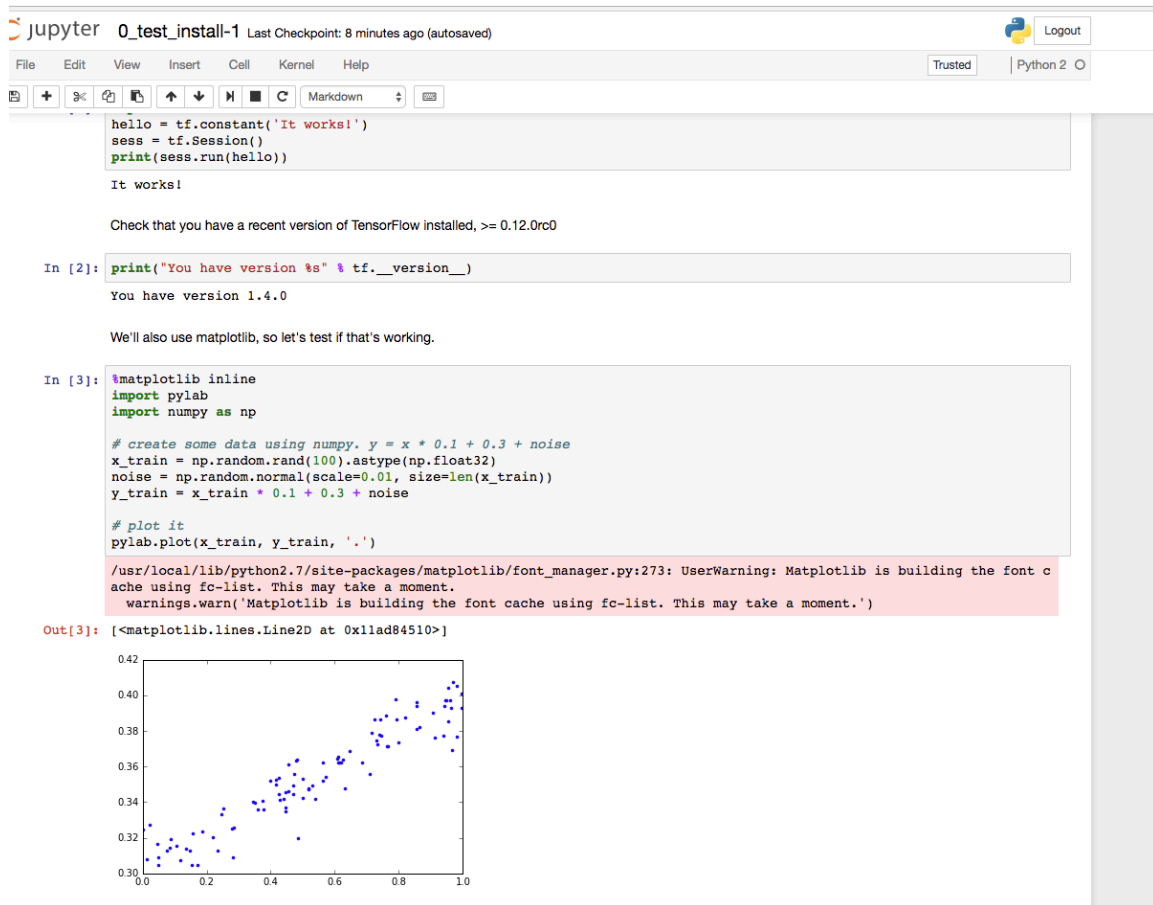 jupyter 0_test_install-1 Last Checkpoint: 8 minutes ago (autosaved) Logout
File Edit View Insert Cell Kernel Help Trusted Python 2
Markdown
hello = tf.constant('It works!')
sess = tf.Session()
print(sess.run(hello))
It works!
Check that you have a recent version of TensorFlow installed, >= 0.12.0rc0
In [2]: print("You have version %s" % tf.__version__)
You have version 1.4.0
We'll also use matplotlib, so let's test if that's working.
In [3]: %matplotlib inline
import pylab
import numpy as np
# create some data using numpy. y = x * 0.1 + 0.3 + noise
x_train = np.random.rand(100).astype(np.float32)
noise = np.random.normal(scale=0.01, size=len(x_train))
y_train = x_train * 0.1 + 0.3 + noise
# plot it
pylab.plot(x_train, y_train, '.')
/usr/local/lib/python2.7/site-packages/matplotlib/font_manager.py:273: UserWarning: Matplotlib is building the font c
ache using fc-list. This may take a moment.
warnings.warn('Matplotlib is building the font cache using fc-list. This may take a moment.')
Out[3]: [<matplotlib.lines.Line2D at 0x11ad84510>]
0.42
0.40
0.38
0.36
0.34
0.32
0.30
0.0 0.2 0.4 0.6 0.8 1.0